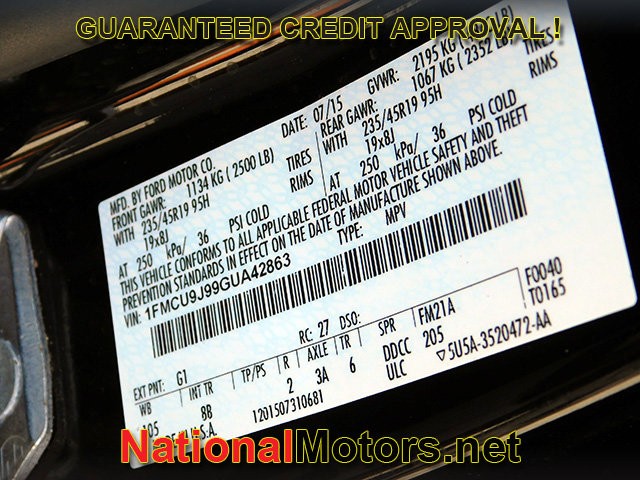 GUARANTEED CREDIT APPROVAL !
MFD. BY FORD MOTOR CO.
DATE: 07/15
GVWR: 2195 KG ( LB)
FRONT GAWR: 1134 KG ( 2500 LB)
REAR GAWR: 1067 KG ( 2352 LB)
WITH 235/45R19 95H TIRES
WITH 235/45R19 95H TIRES
19x8J RIMS
19x8J RIMS
AT 250 kPa/ 36 PSI COLD
AT 250 kPa/ 36 PSI COLD
THIS VEHICLE CONFORMS TO ALL APPLICABLE FEDERAL MOTOR VEHICLE SAFETY AND THEFT
PREVENTION STANDARDS IN EFFECT ON THE DATE OF MANUFACTURE SHOWN ABOVE.
VIN: 1FMCU9J99GUA42863
TYPE: MPV
F0040
T0165
EXT PNT: G1 RC: 27 DSO: FM21A
WB INT TR TP/PS R AXLE TR SPR
105 8B 2 3A 6 DDCC 205
ULC ▽5U5A-3520472-AA
1201507310681
NationalMotors.net